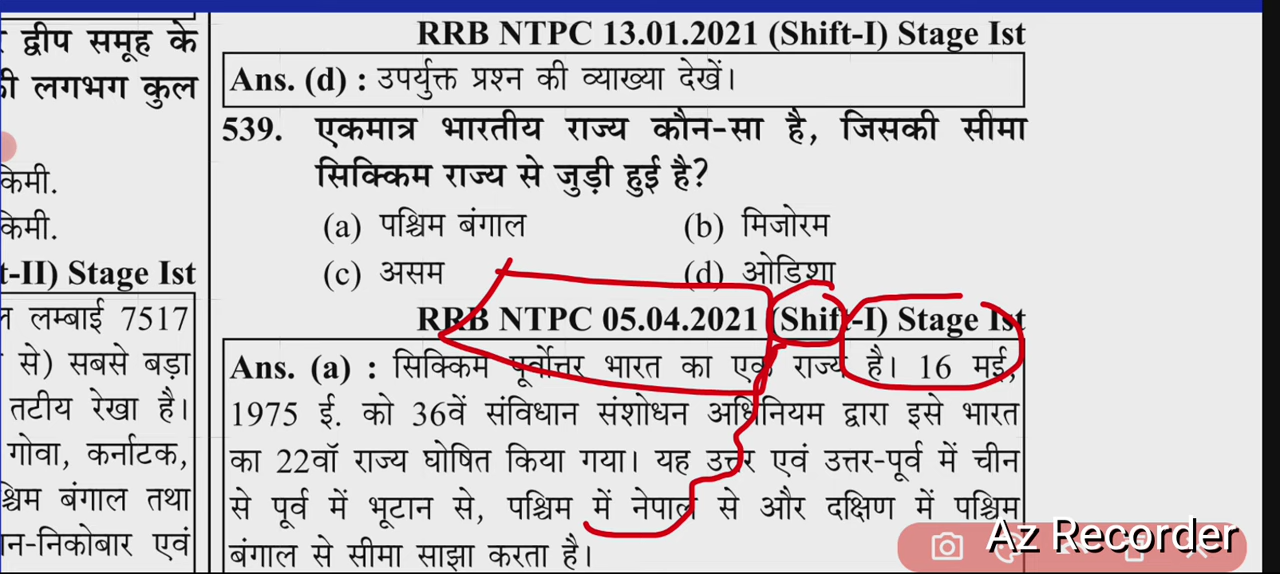 र द्वीप समूह के
की लगभग कुल
किमी.
किमी.
t-II) Stage Ist
लम्बाई 7517
से) सबसे बड़ा
तटीय रेखा है।
गोवा, कर्नाटक,
श्चिम बंगाल तथा
न-निकोबार एवं
RRB NTPC 13.01.2021 (Shift-I) Stage Ist
Ans. (d) : उपर्युक्त प्रश्न की व्याख्या देखें।
539. एकमात्र भारतीय राज्य कौन-सा है, जिसकी सीमा
सिक्किम राज्य से जुड़ी हुई है?
(a) पश्चिम बंगाल (b) मिजोरम
(c) असम (d) ओडिशा
RRB NTPC 05.04.2021 (Shift-I) Stage Ist
Ans. (a) : सिक्किम पूर्वोत्तर भारत का एक राज्य है। 16 मई,
1975 ई. को 36वें संविधान संशोधन अधिनियम द्वारा इसे भारत
का 22वॉ राज्य घोषित किया गया। यह उत्तर एवं उत्तर-पूर्व में चीन
से पूर्व में भूटान से, पश्चिम में नेपाल से और दक्षिण में पश्चिम
बंगाल से सीमा साझा करता है।
Az Recorder